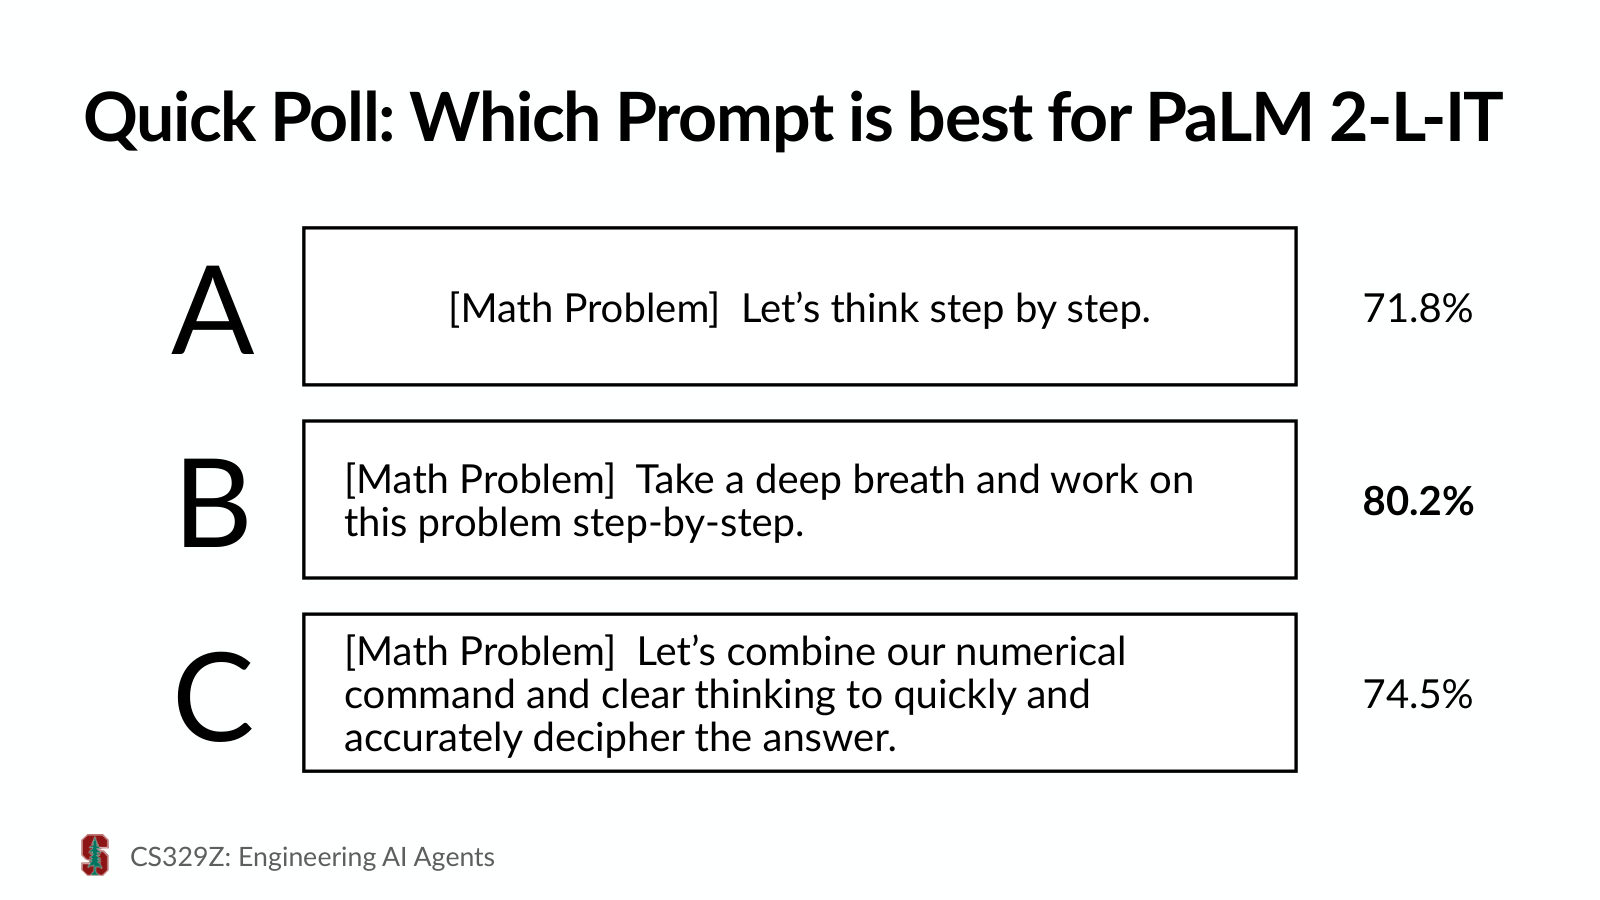 Quick Poll: Which Prompt is best for PaLM 2-L-IT
A
[Math Problem]  Let’s think step by step.
71.8%
B
[Math Problem]  Take a deep breath and work on
this problem step-by-step.
80.2%
C
[Math Problem]  Let’s combine our numerical
command and clear thinking to quickly and
accurately decipher the answer.
74.5%
CS329Z: Engineering AI Agents